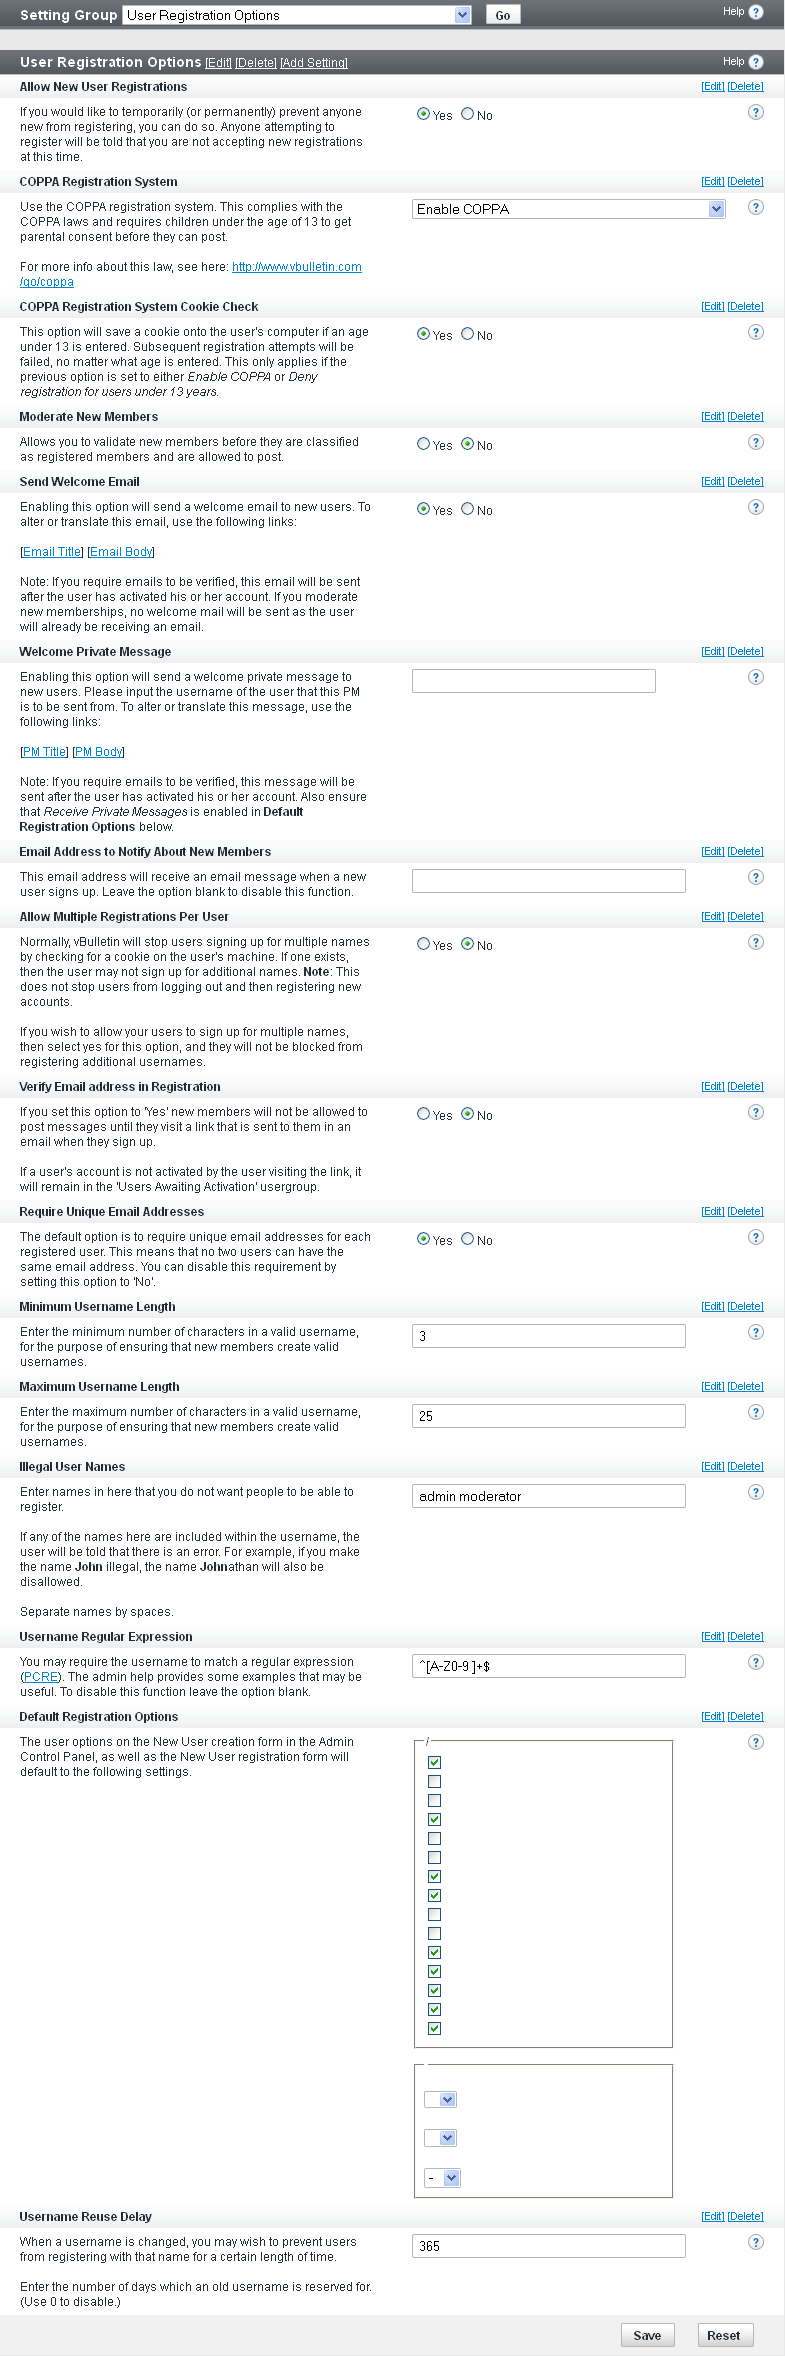 Setting Group User Registration Options Go Help ?
User Registration Options [Edit] [Delete] [Add Setting] Help ?
Allow New User Registrations [Edit] [Delete]
If you would like to temporarily (or permanently) prevent anyone Yes No ?
new from registering, you can do so. Anyone attempting to
register will be told that you are not accepting new registrations
at this time.
COPPA Registration System [Edit] [Delete]
Use the COPPA registration system. This complies with the Enable COPPA ?
COPPA laws and requires children under the age of 13 to get
parental consent before they can post.
For more info about this law, see here: http://www.vbulletin.com
/go/coppa
COPPA Registration System Cookie Check [Edit] [Delete]
This option will save a cookie onto the user's computer if an age Yes No ?
under 13 is entered. Subsequent registration attempts will be
failed, no matter what age is entered. This only applies if the
previous option is set to either Enable COPPA or Deny
registration for users under 13 years.
Moderate New Members [Edit] [Delete]
Allows you to validate new members before they are classified Yes No ?
as registered members and are allowed to post.
Send Welcome Email [Edit] [Delete]
Enabling this option will send a welcome email to new users. To Yes No ?
alter or translate this email, use the following links:
[Email Title] [Email Body]
Note: If you require emails to be verified, this email will be sent
after the user has activated his or her account. If you moderate
new memberships, no welcome mail will be sent as the user
will already be receiving an email.
Welcome Private Message [Edit] [Delete]
Enabling this option will send a welcome private message to ?
new users. Please input the username of the user that this PM
is to be sent from. To alter or translate this message, use the
following links:
[PM Title] [PM Body]
Note: If you require emails to be verified, this message will be
sent after the user has activated his or her account. Also ensure
that Receive Private Messages is enabled in Default
Registration Options below.
Email Address to Notify About New Members [Edit] [Delete]
This email address will receive an email message when a new ?
user signs up. Leave the option blank to disable this function.
Allow Multiple Registrations Per User [Edit] [Delete]
Normally, vBulletin will stop users signing up for multiple names Yes No ?
by checking for a cookie on the user's machine. If one exists,
then the user may not sign up for additional names. Note: This
does not stop users from logging out and then registering new
accounts.
If you wish to allow your users to sign up for multiple names,
then select yes for this option, and they will not be blocked from
registering additional usernames.
Verify Email address in Registration [Edit] [Delete]
If you set this option to 'Yes' new members will not be allowed to Yes No ?
post messages until they visit a link that is sent to them in an
email when they sign up.
If a user's account is not activated by the user visiting the link, it
will remain in the 'Users Awaiting Activation' usergroup.
Require Unique Email Addresses [Edit] [Delete]
The default option is to require unique email addresses for each Yes No ?
registered user. This means that no two users can have the
same email address. You can disable this requirement by
setting this option to 'No'.
Minimum Username Length [Edit] [Delete]
Enter the minimum number of characters in a valid username, 3 ?
for the purpose of ensuring that new members create valid
usernames.
Maximum Username Length [Edit] [Delete]
Enter the maximum number of characters in a valid username, 25 ?
for the purpose of ensuring that new members create valid
usernames.
Illegal User Names [Edit] [Delete]
Enter names in here that you do not want people to be able to admin moderator ?
register.
If any of the names here are included within the username, the
user will be told that there is an error. For example, if you make
the name John illegal, the name Johnathan will also be
disallowed.
Separate names by spaces.
Username Regular Expression [Edit] [Delete]
You may require the username to match a regular expression ^[A-Z0-9 ]+$ ?
(PCRE). The admin help provides some examples that may be
useful. To disable this function leave the option blank.
Default Registration Options [Edit] [Delete]
The user options on the New User creation form in the Admin / ?
Control Panel, as well as the New User registration form will
default to the following settings.
-
Username Reuse Delay [Edit] [Delete]
When a username is changed, you may wish to prevent users 365 ?
from registering with that name for a certain length of time.
Enter the number of days which an old username is reserved for.
(Use 0 to disable.)
Save Reset